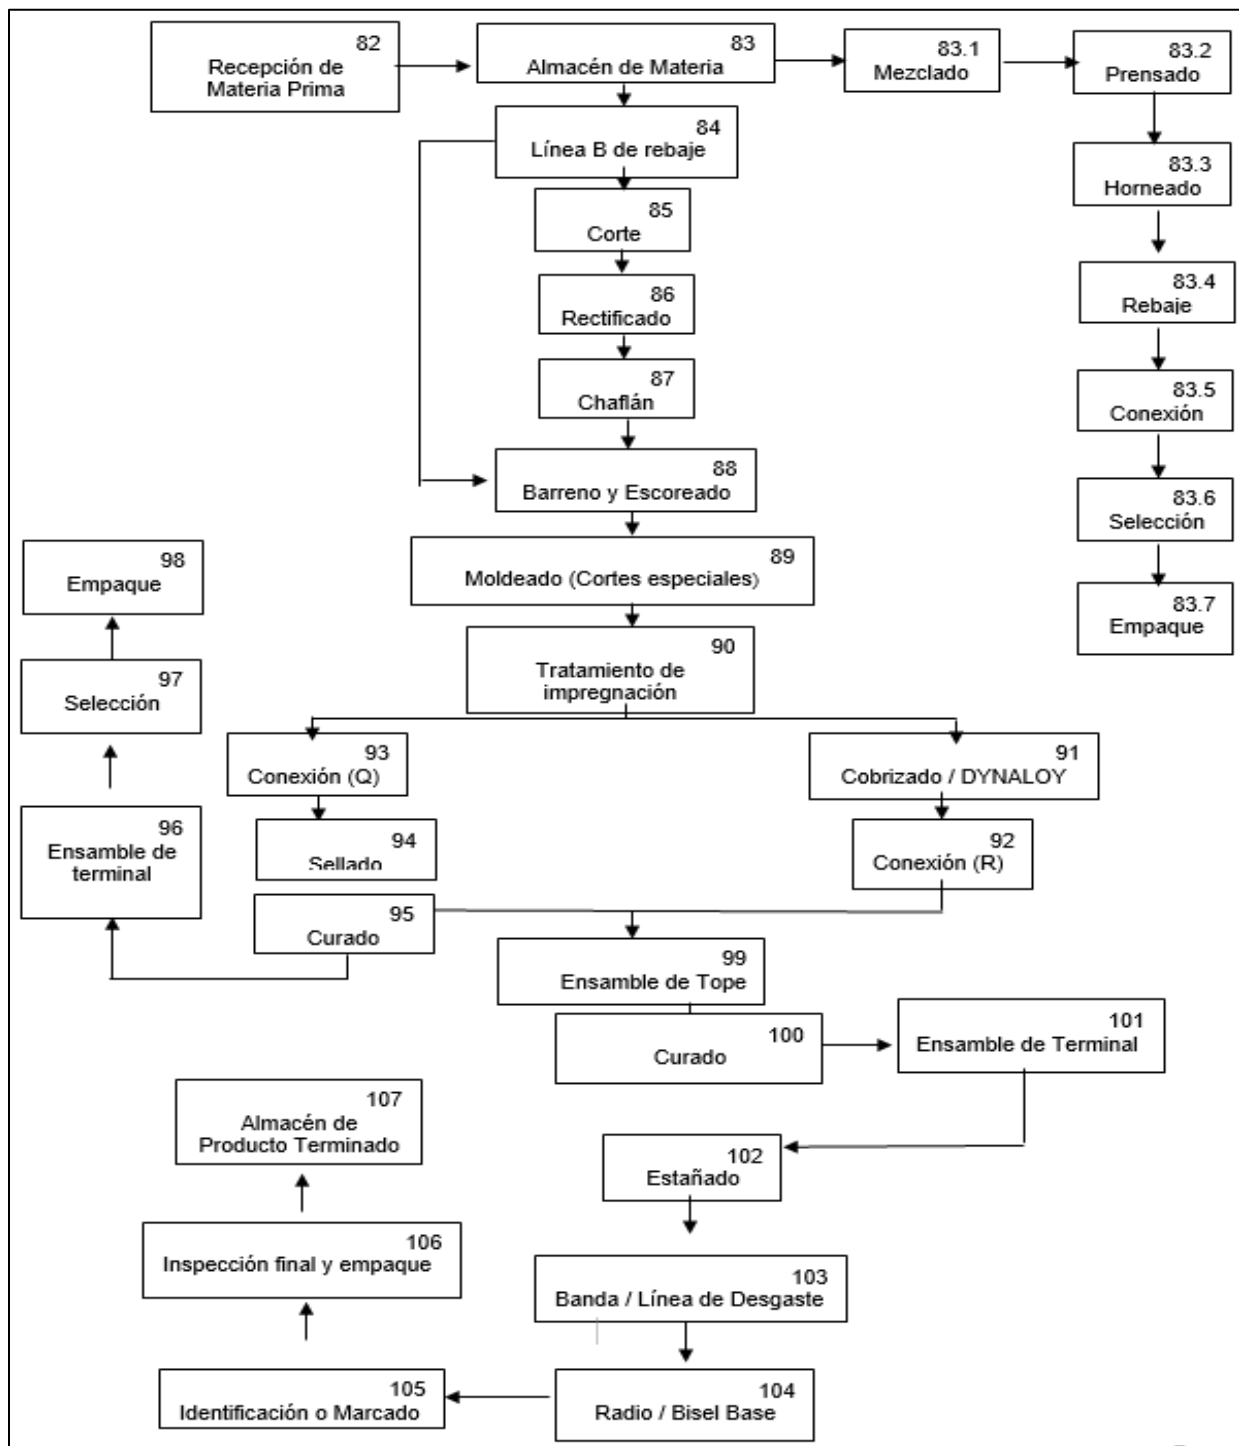 82
Recepción de
Materia Prima
83
Almacén de Materia
83.1
Mezclado
83.2
Prensado
84
Línea B de rebaje
83.3
Horneado
85
Corte
86
Rectificado
83.4
Rebaje
87
Chaflán
83.5
Conexión
88
Barreno y Escoreado
83.6
Selección
89
Moldeado (Cortes especiales)
98
Empaque
83.7
Empaque
90
Tratamiento de
impregnación
97
Selección
93
Conexión (Q)
91
Cobrizado / DYNALOY
96
Ensamble de
terminal
94
Sellado
92
Conexión (R)
95
Curado
99
Ensamble de Tope
100
Curado
101
Ensamble de Terminal
107
Almacén de
Producto Terminado
102
Estañado
106
Inspección final y empaque
103
Banda / Línea de Desgaste
105
Identificación o Marcado
104
Radio / Bisel Base